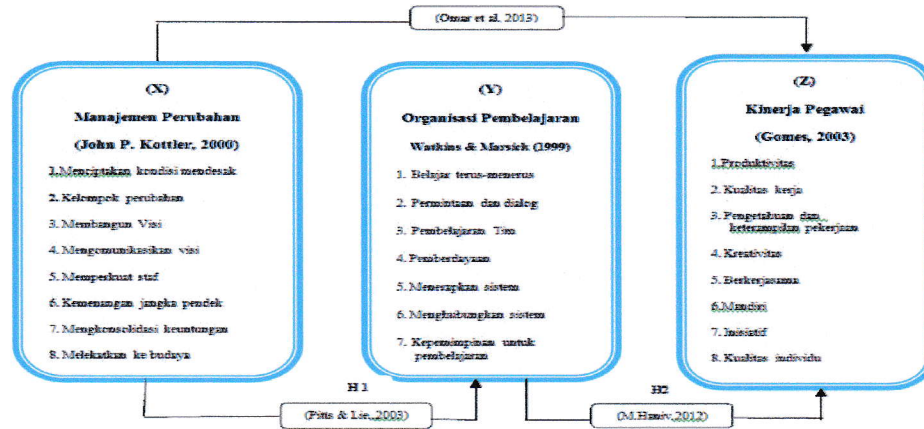 (Omar et al. 2013)
(X)
Manajemen Perubahan
(John P. Kottler, 2000)
1.Menciptakan kondisi mendesak
2. Kelompok perubahan
3. Membangun Visi
4. Mengomunikasikan visi
5. Memperkuat staf
6. Kemenangan jangka pendek
7. Mengkonsolidasi keuntungan
8. Melekatkan ke budaya
(Y)
Organisasi Pembelajaran
Watkins & Marsick (1999)
1. Belajar terus-menerus
2. Permintaan dan dialog
3. Pembelajaran Tim
4. Pemberdayaan
5. Menerapkan sistem
6. Menghubungkan sistem
7. Kepemimpinan untuk
pembelajaran
(Z)
Kinerja Pegawai
(Gomes, 2003)
1.Produktivitas
2. Kualitas kerja
3. Pengetahuan dan
keterampilan pekerjaan
4. Kreativitas
5. Berkerjasama
6.Mandiri
7. Inisiatif
8. Kualitas individu
H1
(& Lie, 2003)
H2
(M.Haniv,2012)